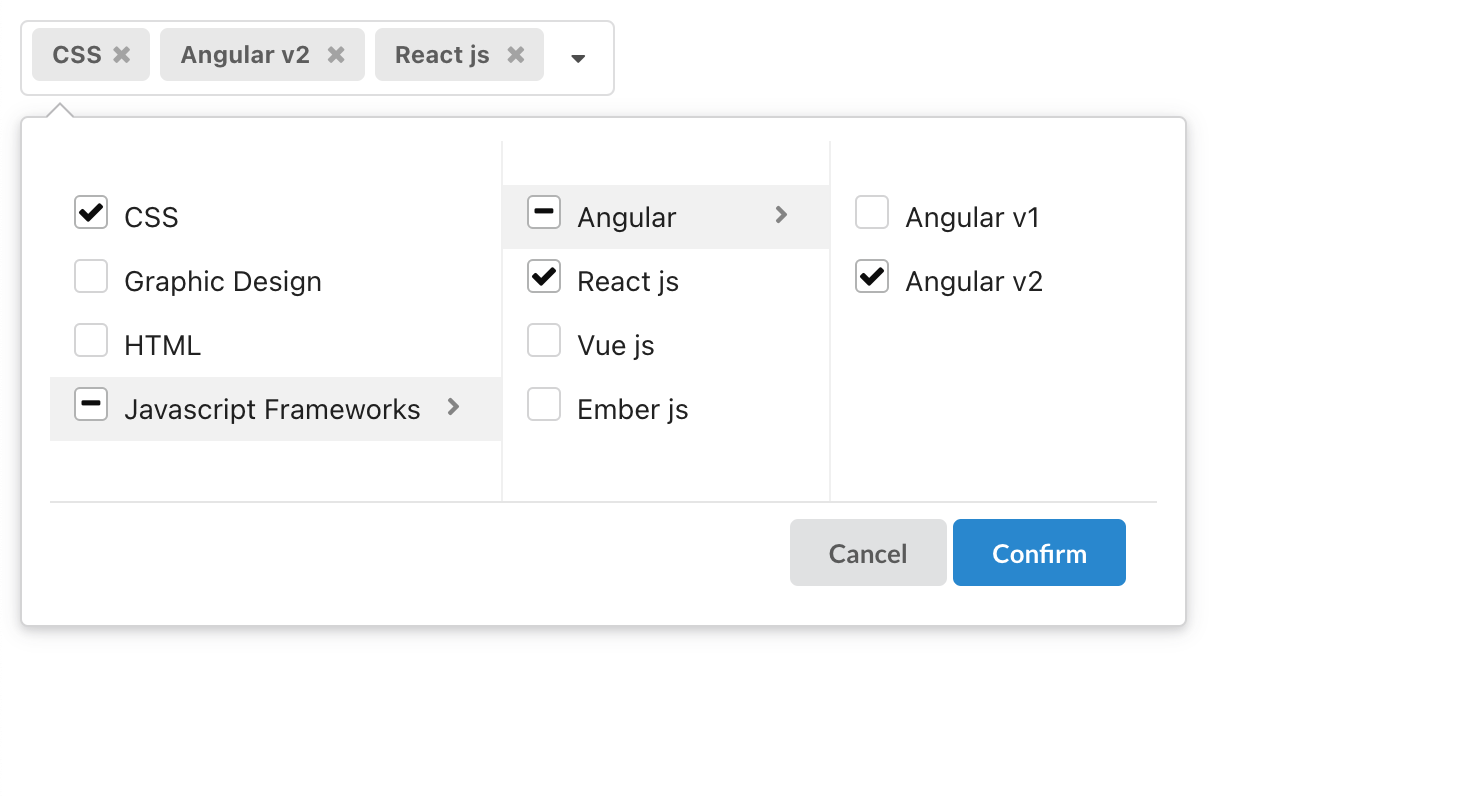 CSS Angular v2 React js
CSS
Graphic Design
HTML
Javascript Frameworks
Angular
React js
Vue js
Ember js
Angular v1
Angular v2
Cancel Confirm